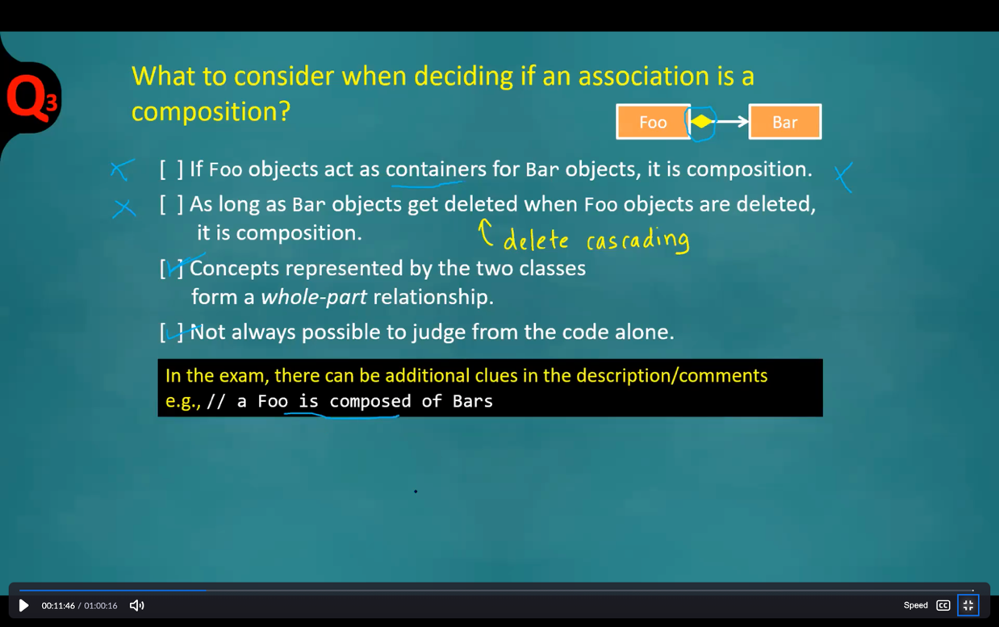 Q3
What to consider when deciding if an association is a
composition?
Foo
Bar
[ ] If Foo objects act as containers for Bar objects, it is composition.
[ ] As long as Bar objects get deleted when Foo objects are deleted,
it is composition.
delete cascading
[ ] Concepts represented by the two classes
form a whole-part relationship.
[ ] Not always possible to judge from the code alone.
In the exam, there can be additional clues in the description/comments
e.g., // a Foo is composed of Bars
00:11:46 / 01:00:16
Speed
CC